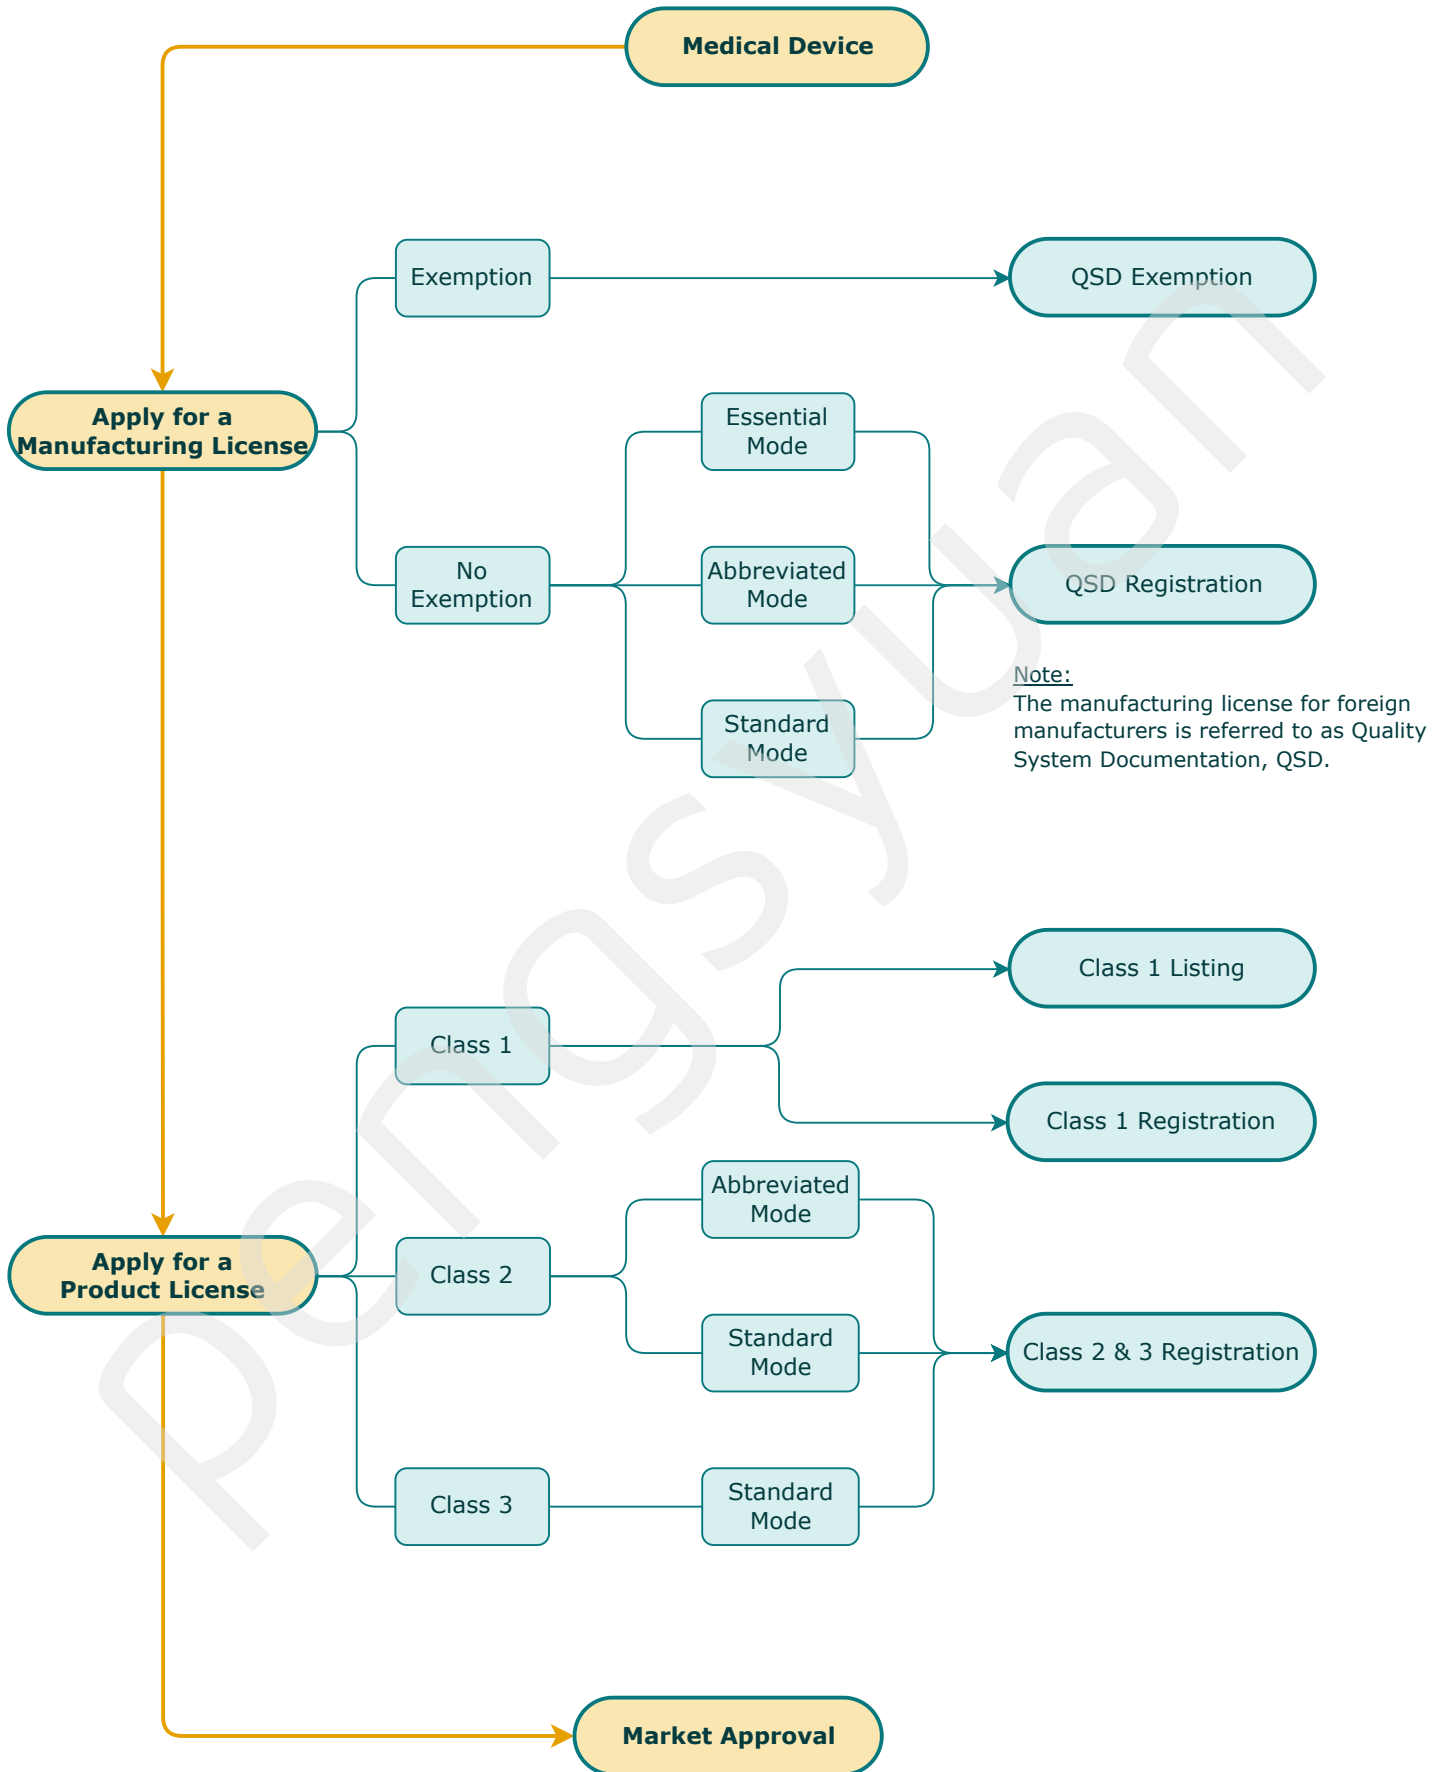 Medical Device
Exemption
QSD Exemption
Apply for a
Manufacturing License
Essential
Mode
No
Exemption
Abbreviated
Mode
QSD Registration
Standard
Mode
Note:
The manufacturing license for foreign
manufacturers is referred to as Quality
System Documentation, QSD.
Class 1 Listing
Class 1
Class 1 Registration
Abbreviated
Mode
Apply for a
Product License
Class 2
Standard
Mode
Class 2 & 3 Registration
Class 3
Standard
Mode
Market Approval
pengsyuan